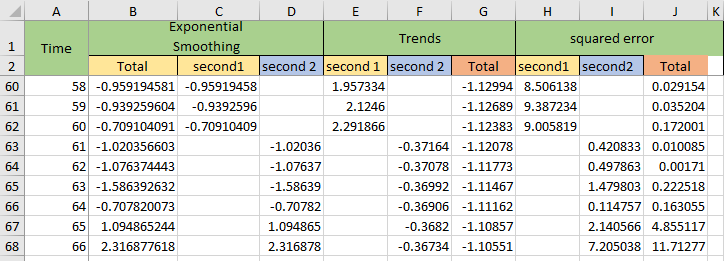 A B C D E F G H I J K
1 Time Exponential Smoothing Trends squared error
2 Total second1 second 2 second 1 second 2 Total second1 second2 Total
60 58 -0.959194581 -0.95919458 1.957334 -1.12994 8.506138 0.029154
61 59 -0.939259604 -0.9392596 2.1246 -1.12689 9.387234 0.035204
62 60 -0.709104091 -0.70910409 2.291866 -1.12383 9.005819 0.172001
63 61 -1.020356603 -1.02036 -0.37164 -1.12078 0.420833 0.010085
64 62 -1.076374443 -1.07637 -0.37078 -1.11773 0.497863 0.00171
65 63 -1.586392632 -1.58639 -0.36992 -1.11467 1.479803 0.222518
66 64 -0.707820073 -0.70782 -0.36906 -1.11162 0.114757 0.163055
67 65 1.094865244 1.094865 -0.3682 -1.10857 2.140566 4.855117
68 66 2.316877618 2.316878 -0.36734 -1.10551 7.205038 11.71277